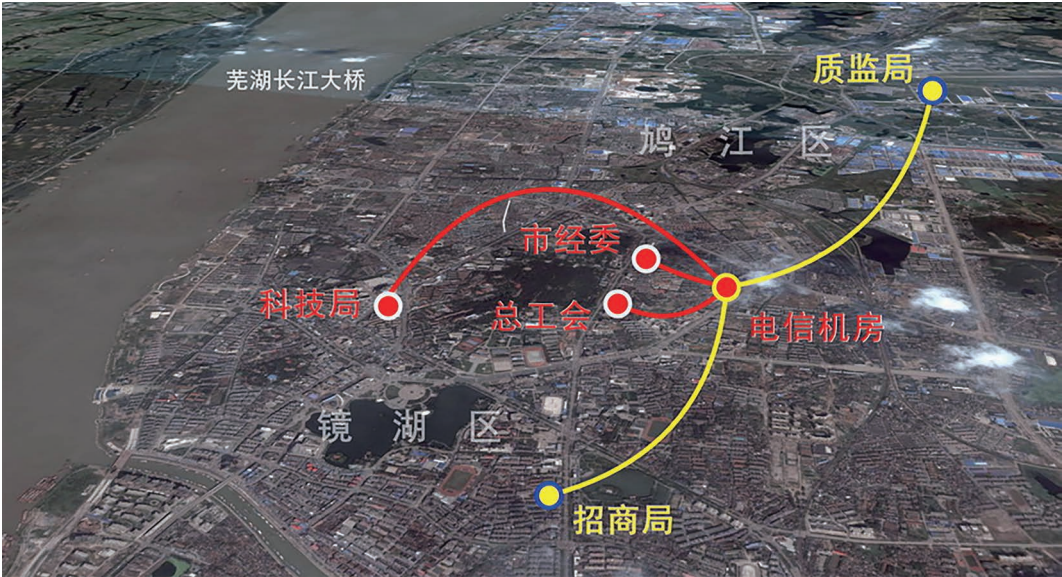 质监局
芜湖长江大桥
鸠江区
市经委
科技局
总工会
电信机房
镜湖区
招商局